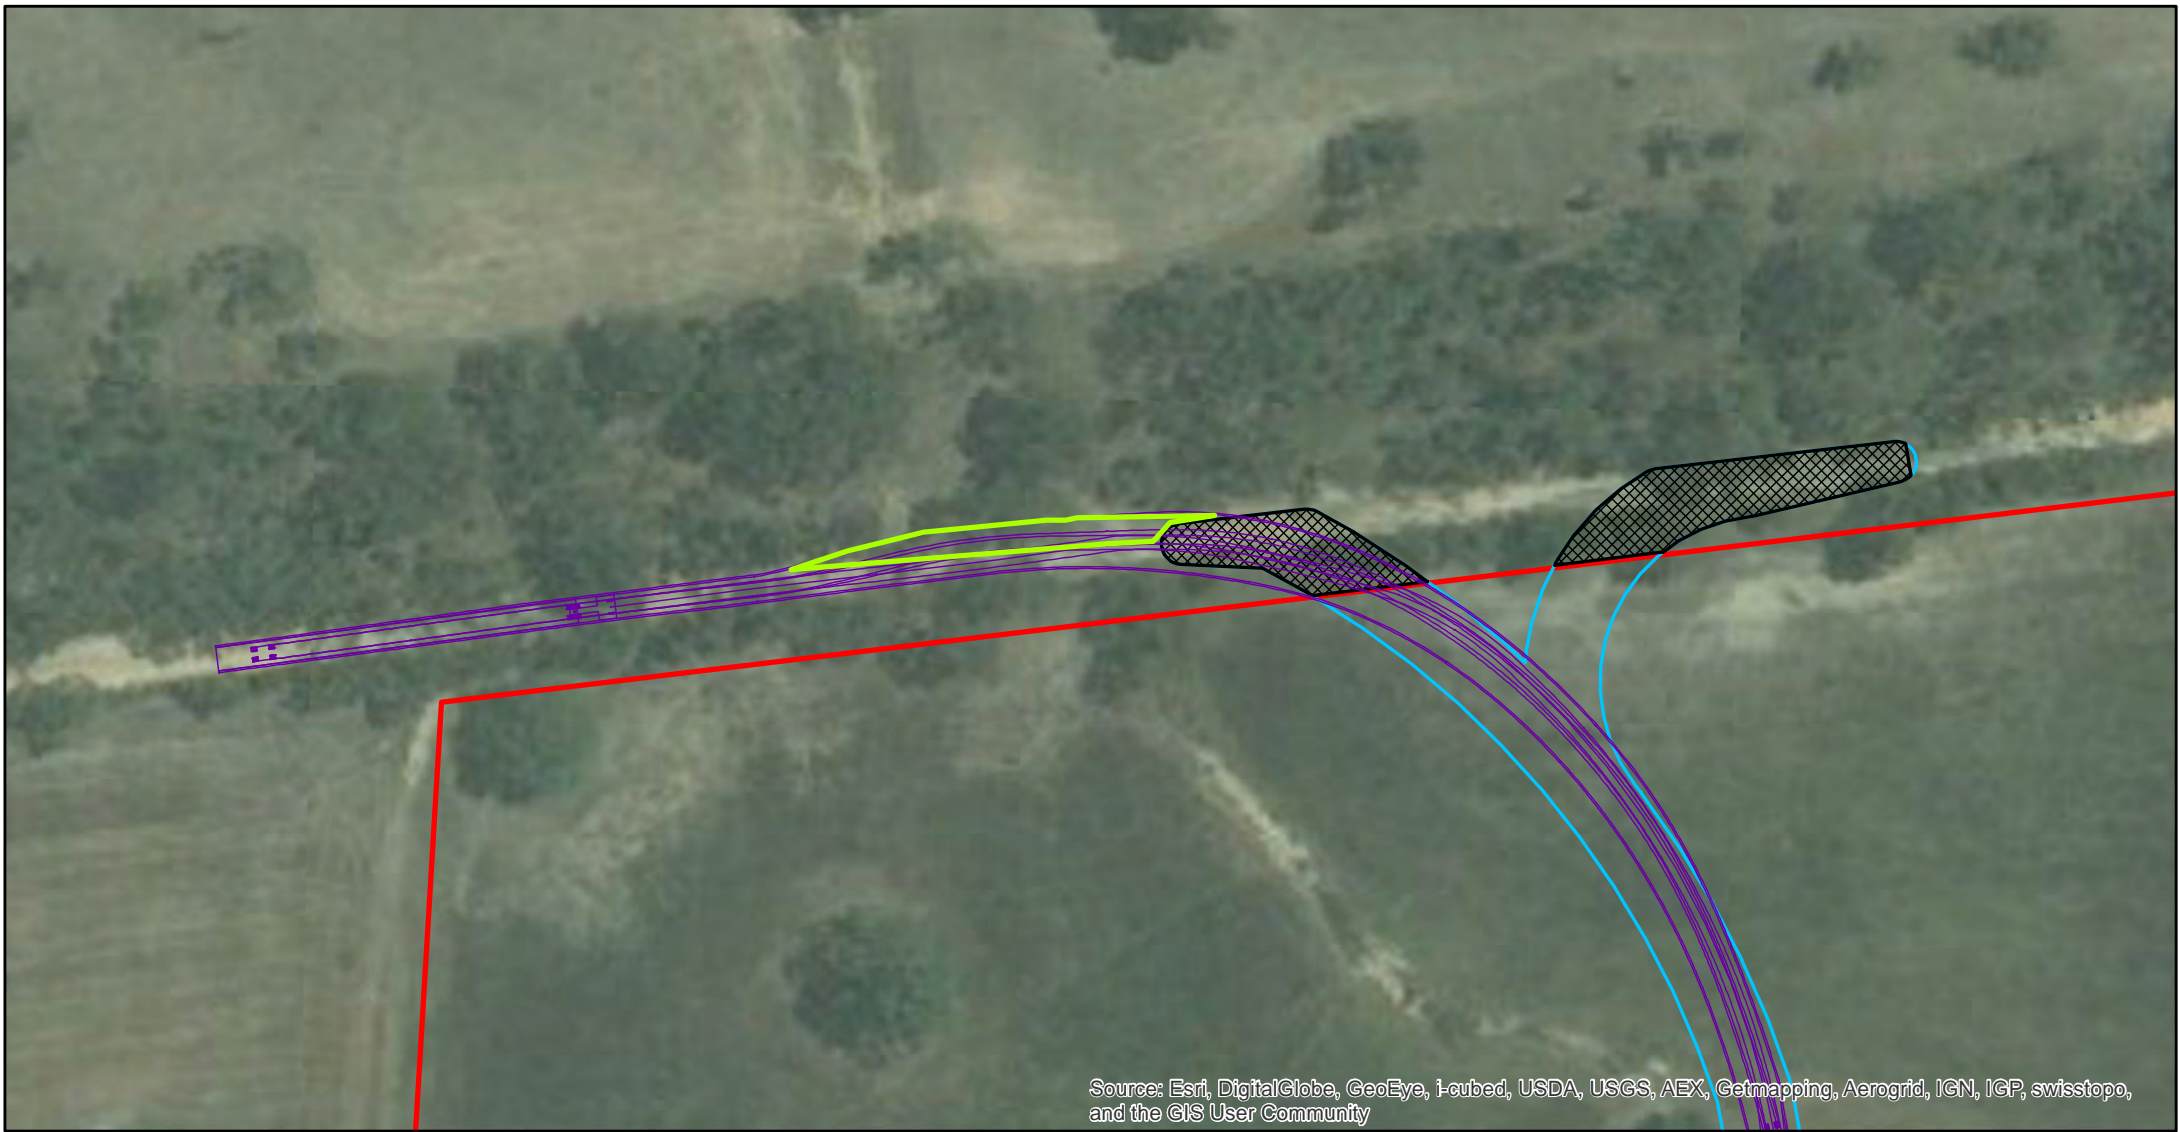 Source: Esri, DigitalGlobe, GeoEye, i-cubed, USDA, USGS, AEX, Getmapping, Aerogrid, IGN, IGP, swisstopo,
and the GIS User Community